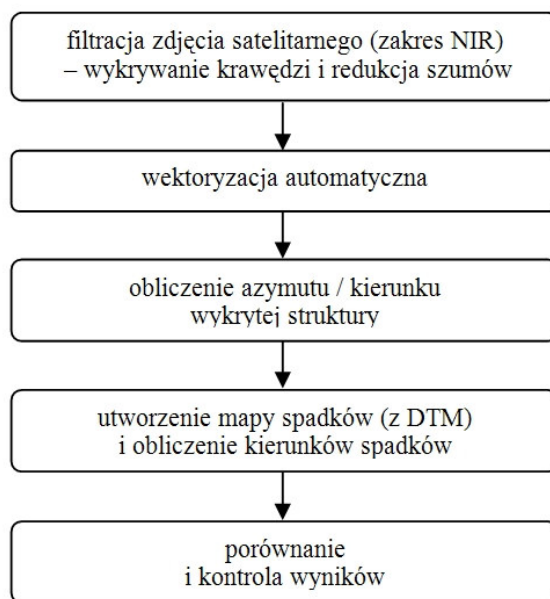 filtracja zdjęcia satelitarnego (zakres NIR)
– wykrywanie krawędzi i redukcja szumów
wektoryzacja automatyczna
obliczenie azymutu / kierunku
wykrytej struktury
utworzenie mapy spadków (z DTM)
i obliczenie kierunków spadków
porównanie
i kontrola wyników